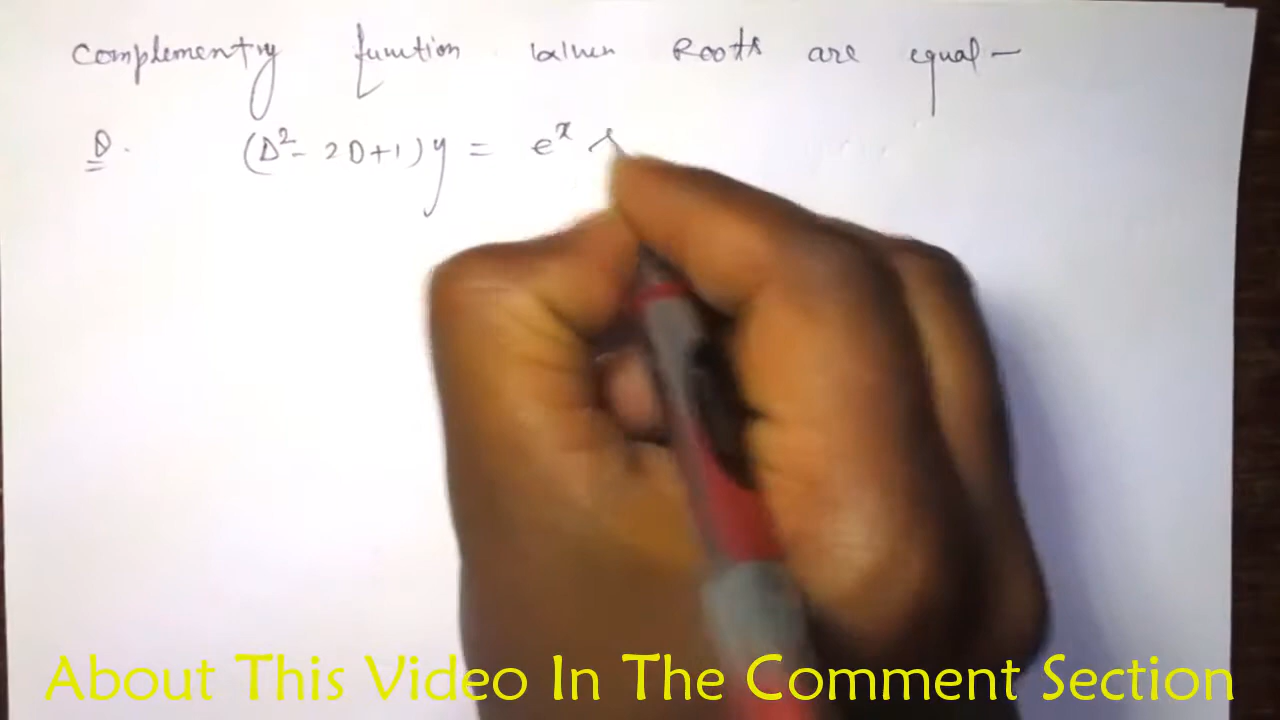 Complementry function when Roots are equal -
Q. (D² - 2D+1)y = eˣ s
About This Video In The Comment Section